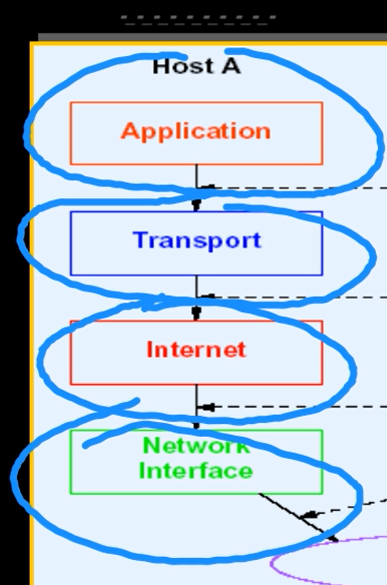 Host A
Application
Transport
Internet
Network
Interface